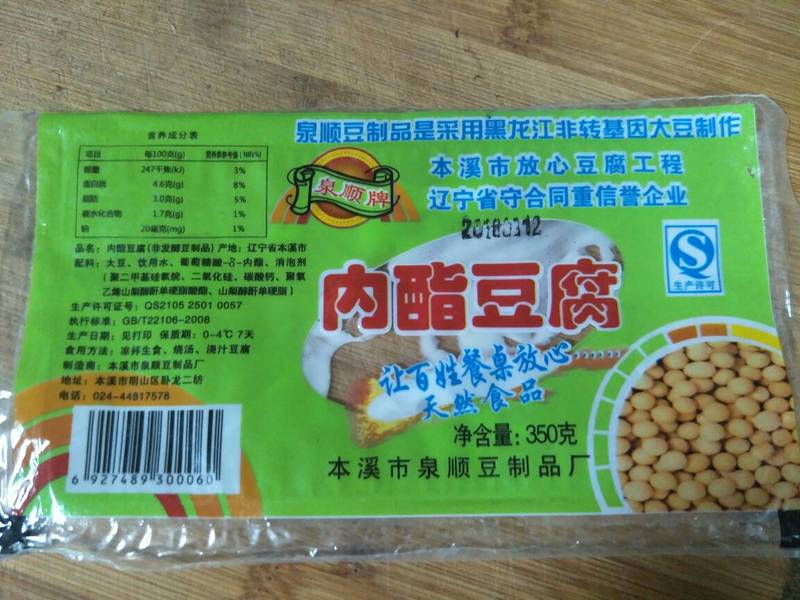 泉顺豆制品是采用黑龙江非转基因大豆制作
本溪市放心豆腐工程
辽宁省守合同重信誉企业
泉顺牌
20180312
营养成分表
项目 每100克(g) 营养素参考值(NRV%)
能量 247千焦(kJ) 3%
蛋白质 4.6克(g) 8%
脂肪 3.0克(g) 5%
碳水化合物 1.7克(g) 1%
钠 20毫克(mg) 1%
品名：内酯豆腐(非发酵豆制品) 产地：辽宁省本溪市
配料：大豆、饮用水、葡萄糖酸-δ-内酯、消泡剂
(聚二甲基硅氧烷、二氧化硅、碳酸钙、聚氧
乙烯山梨醇酐单硬脂酸酯、山梨醇酐单硬脂)
生产许可证号：QS2105 2501 0057
执行标准：GB/T22106-2008
生产日期：见打印 保质期：0-4℃ 7天
食用方法：凉拌生食、烧汤、浇汁豆腐
制造商：本溪市泉顺豆制品厂
地址：本溪市明山区卧龙二纺
电话：024-44817578
6 927489 300060
内酯豆腐
让百姓餐桌放心……
天然食品
净含量：350克
本溪市泉顺豆制品厂
QS
生产许可